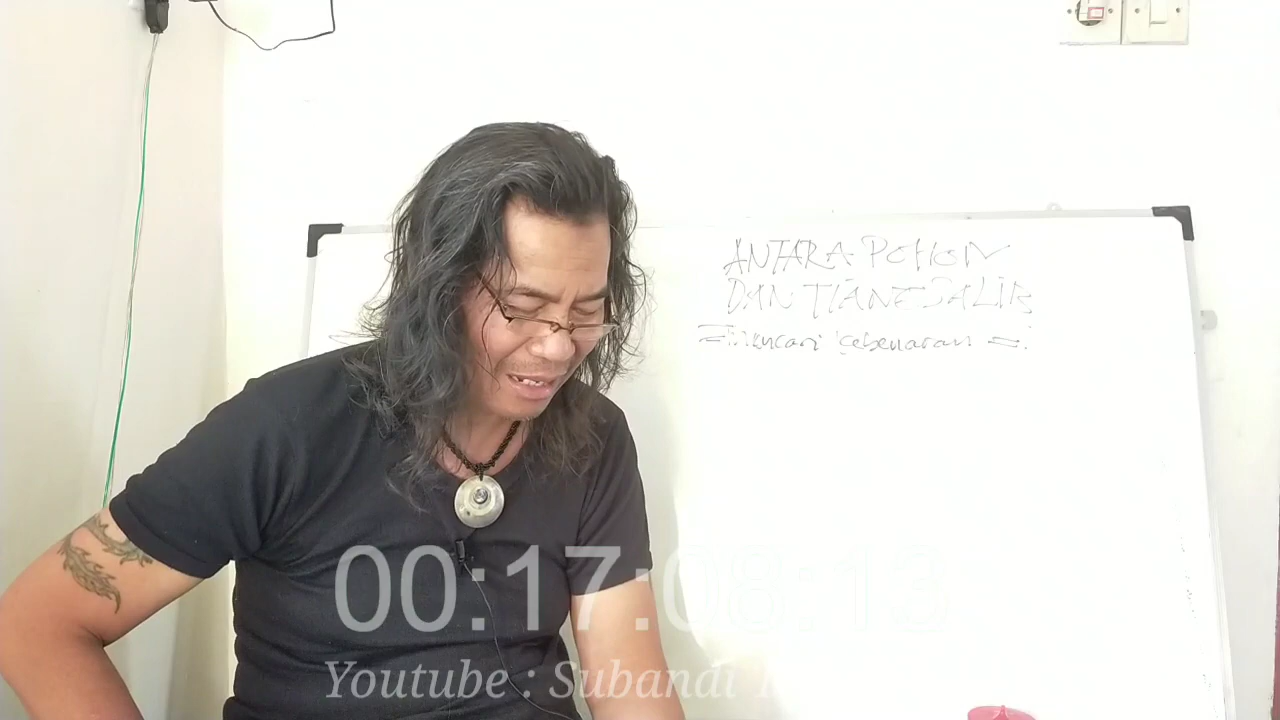 ANTARA POHON
DAN TIANG SALIB
= Mencari kebenaran =
00:17:08:13
Youtube : Subandi